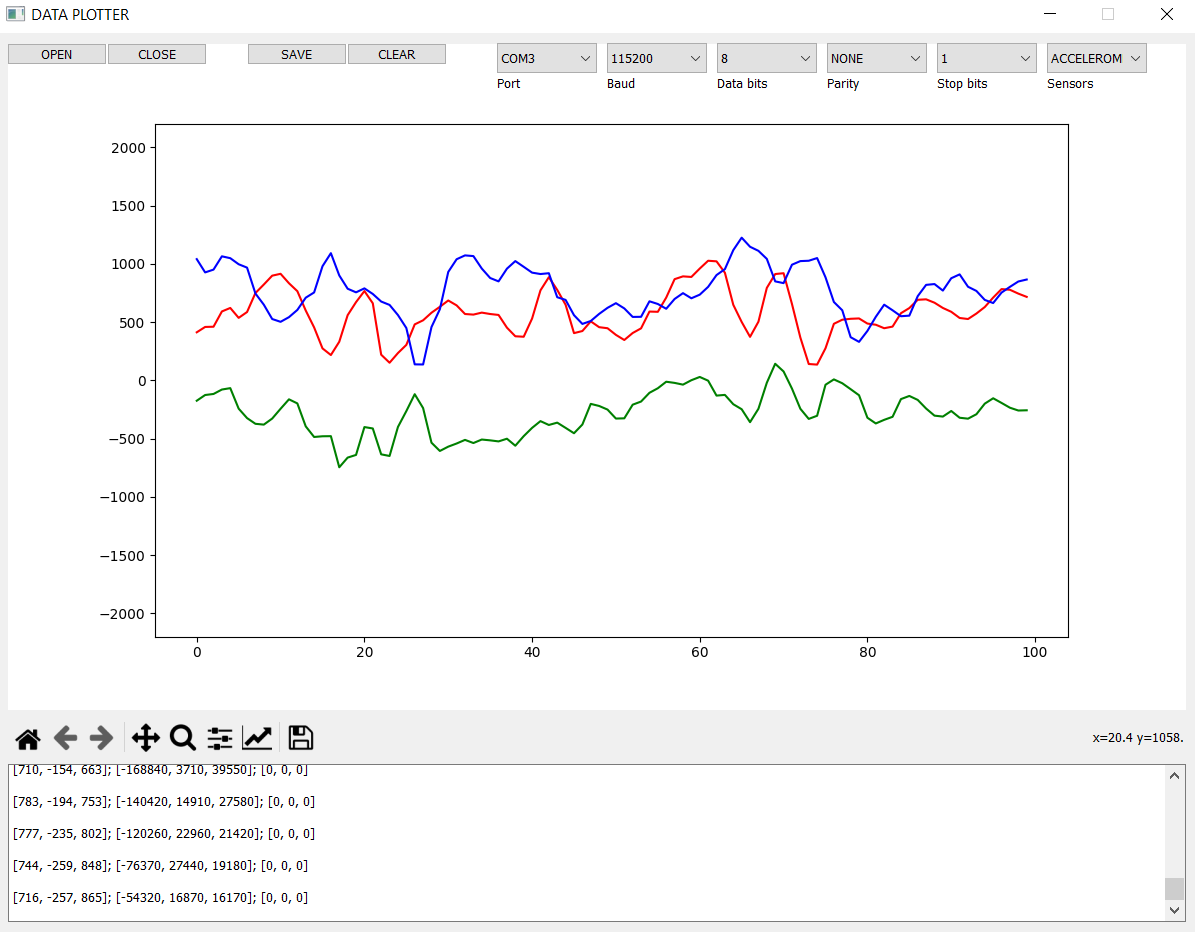 DATA PLOTTER
OPEN CLOSE SAVE CLEAR COM3 115200 8 NONE 1 ACCELEROM
Port Baud Data bits Parity Stop bits Sensors
2000
1500
1000
500
0
−500
−1000
−1500
−2000
0 20 40 60 80 100
x=20.4 y=1058.
[710, -154, 663]; [-168840, 3710, 39550]; [0, 0, 0]
[783, -194, 753]; [-140420, 14910, 27580]; [0, 0, 0]
[777, -235, 802]; [-120260, 22960, 21420]; [0, 0, 0]
[744, -259, 848]; [-76370, 27440, 19180]; [0, 0, 0]
[716, -257, 865]; [-54320, 16870, 16170]; [0, 0, 0]